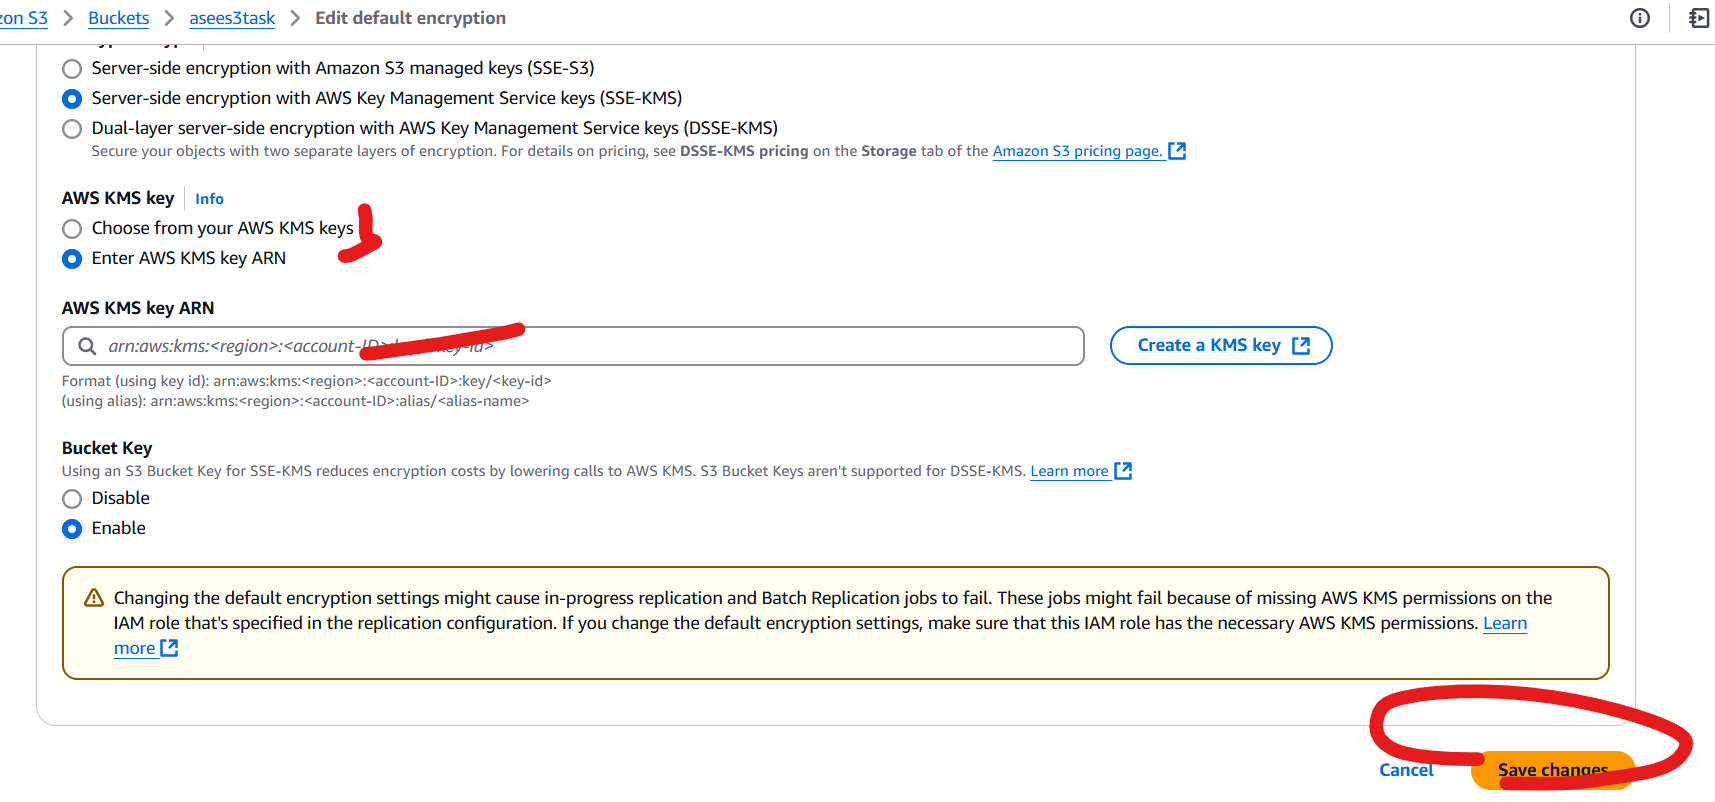 zon S3 > Buckets > asees3task > Edit default encryption
Server-side encryption with Amazon S3 managed keys (SSE-S3)
Server-side encryption with AWS Key Management Service keys (SSE-KMS)
Dual-layer server-side encryption with AWS Key Management Service keys (DSSE-KMS)
Secure your objects with two separate layers of encryption. For details on pricing, see DSSE-KMS pricing on the Storage tab of the Amazon S3 pricing page.
AWS KMS key | Info
Choose from your AWS KMS keys
Enter AWS KMS key ARN
AWS KMS key ARN
arn:aws:kms:<region>:<account-ID>:key/<key-id>
Create a KMS key
Format (using key id): arn:aws:kms:<region>:<account-ID>:key/<key-id>
(using alias): arn:aws:kms:<region>:<account-ID>:alias/<alias-name>
Bucket Key
Using an S3 Bucket Key for SSE-KMS reduces encryption costs by lowering calls to AWS KMS. S3 Bucket Keys aren't supported for DSSE-KMS. Learn more
Disable
Enable
Changing the default encryption settings might cause in-progress replication and Batch Replication jobs to fail. These jobs might fail because of missing AWS KMS permissions on the
IAM role that's specified in the replication configuration. If you change the default encryption settings, make sure that this IAM role has the necessary AWS KMS permissions. Learn
more
Cancel
Save changes